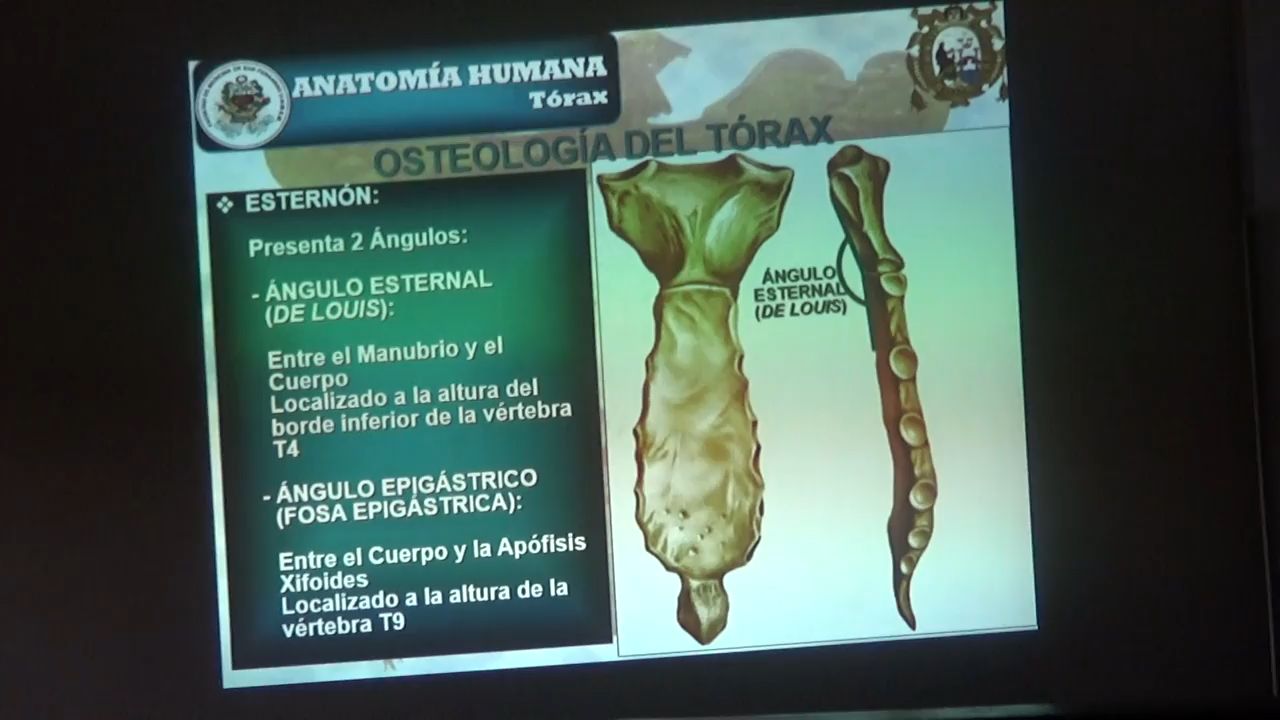 ANATOMÍA HUMANA
Tórax
OSTEOLOGÍA DEL TÓRAX
❖ ESTERNÓN:
Presenta 2 Ángulos:
- ÁNGULO ESTERNAL
(DE LOUIS):
Entre el Manubrio y el
Cuerpo
Localizado a la altura del
borde inferior de la vértebra
T4
- ÁNGULO EPIGÁSTRICO
(FOSA EPIGÁSTRICA):
Entre el Cuerpo y la Apófisis
Xifoides
Localizado a la altura de la
vértebra T9
ÁNGULO
ESTERNAL
(DE LOUIS)